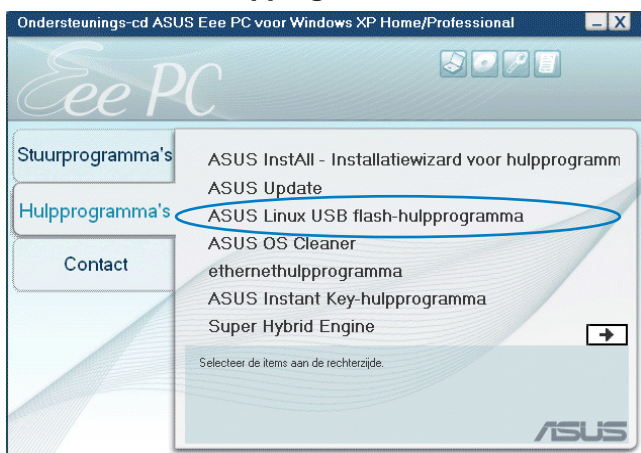 Ondersteunings-cd ASUS Eee PC voor Windows XP Home/Professional
Eee PC
Stuurprogramma's
Hulpprogramma's
Contact
ASUS InstAll - Installatiewizard voor hulpprogramm
ASUS Update
ASUS Linux USB flash-hulpprogramma
ASUS OS Cleaner
ethernethulpprogramma
ASUS Instant Key-hulpprogramma
Super Hybrid Engine
Selecteer de items aan de rechterzijde.
ASUS